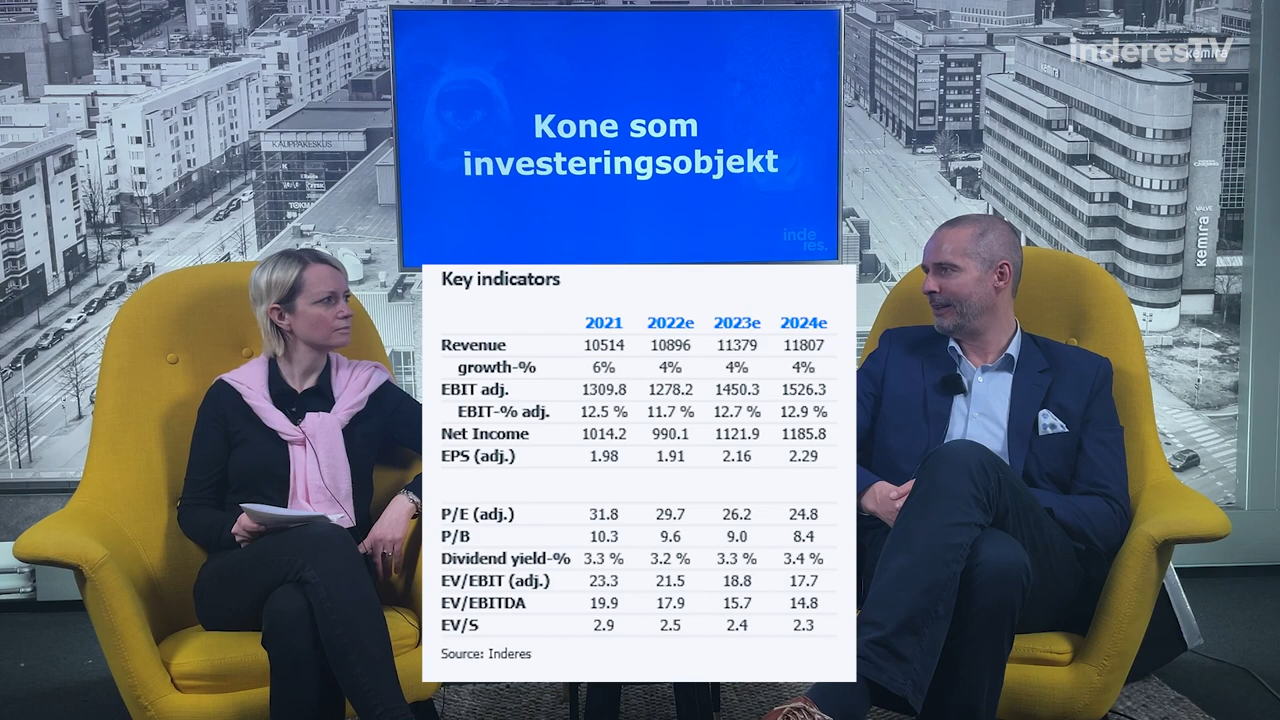 inderesTV
kemira
kemira
KAUPPAKESKUS
Kone som
investeringsobjekt
inde
res.
VALVE
kemira
Key indicators
2021 2022e 2023e 2024e
Revenue 10514 10896 11379 11807
growth-% 6% 4% 4% 4%
EBIT adj. 1309.8 1278.2 1450.3 1526.3
EBIT-% adj. 12.5 % 11.7 % 12.7 % 12.9 %
Net Income 1014.2 990.1 1121.9 1185.8
EPS (adj.) 1.98 1.91 2.16 2.29
P/E (adj.) 31.8 29.7 26.2 24.8
P/B 10.3 9.6 9.0 8.4
Dividend yield-% 3.3 % 3.2 % 3.3 % 3.4 %
EV/EBIT (adj.) 23.3 21.5 18.8 17.7
EV/EBITDA 19.9 17.9 15.7 14.8
EV/S 2.9 2.5 2.4 2.3
Source: Inderes